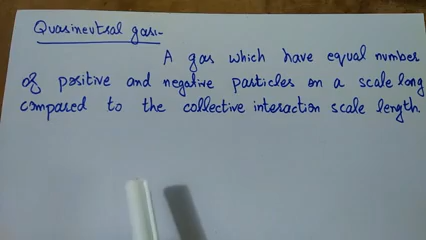 Quasineutral gas:-
A gas which have equal number
of positive and negative particles on a scale long
compared to the collective interaction scale length.